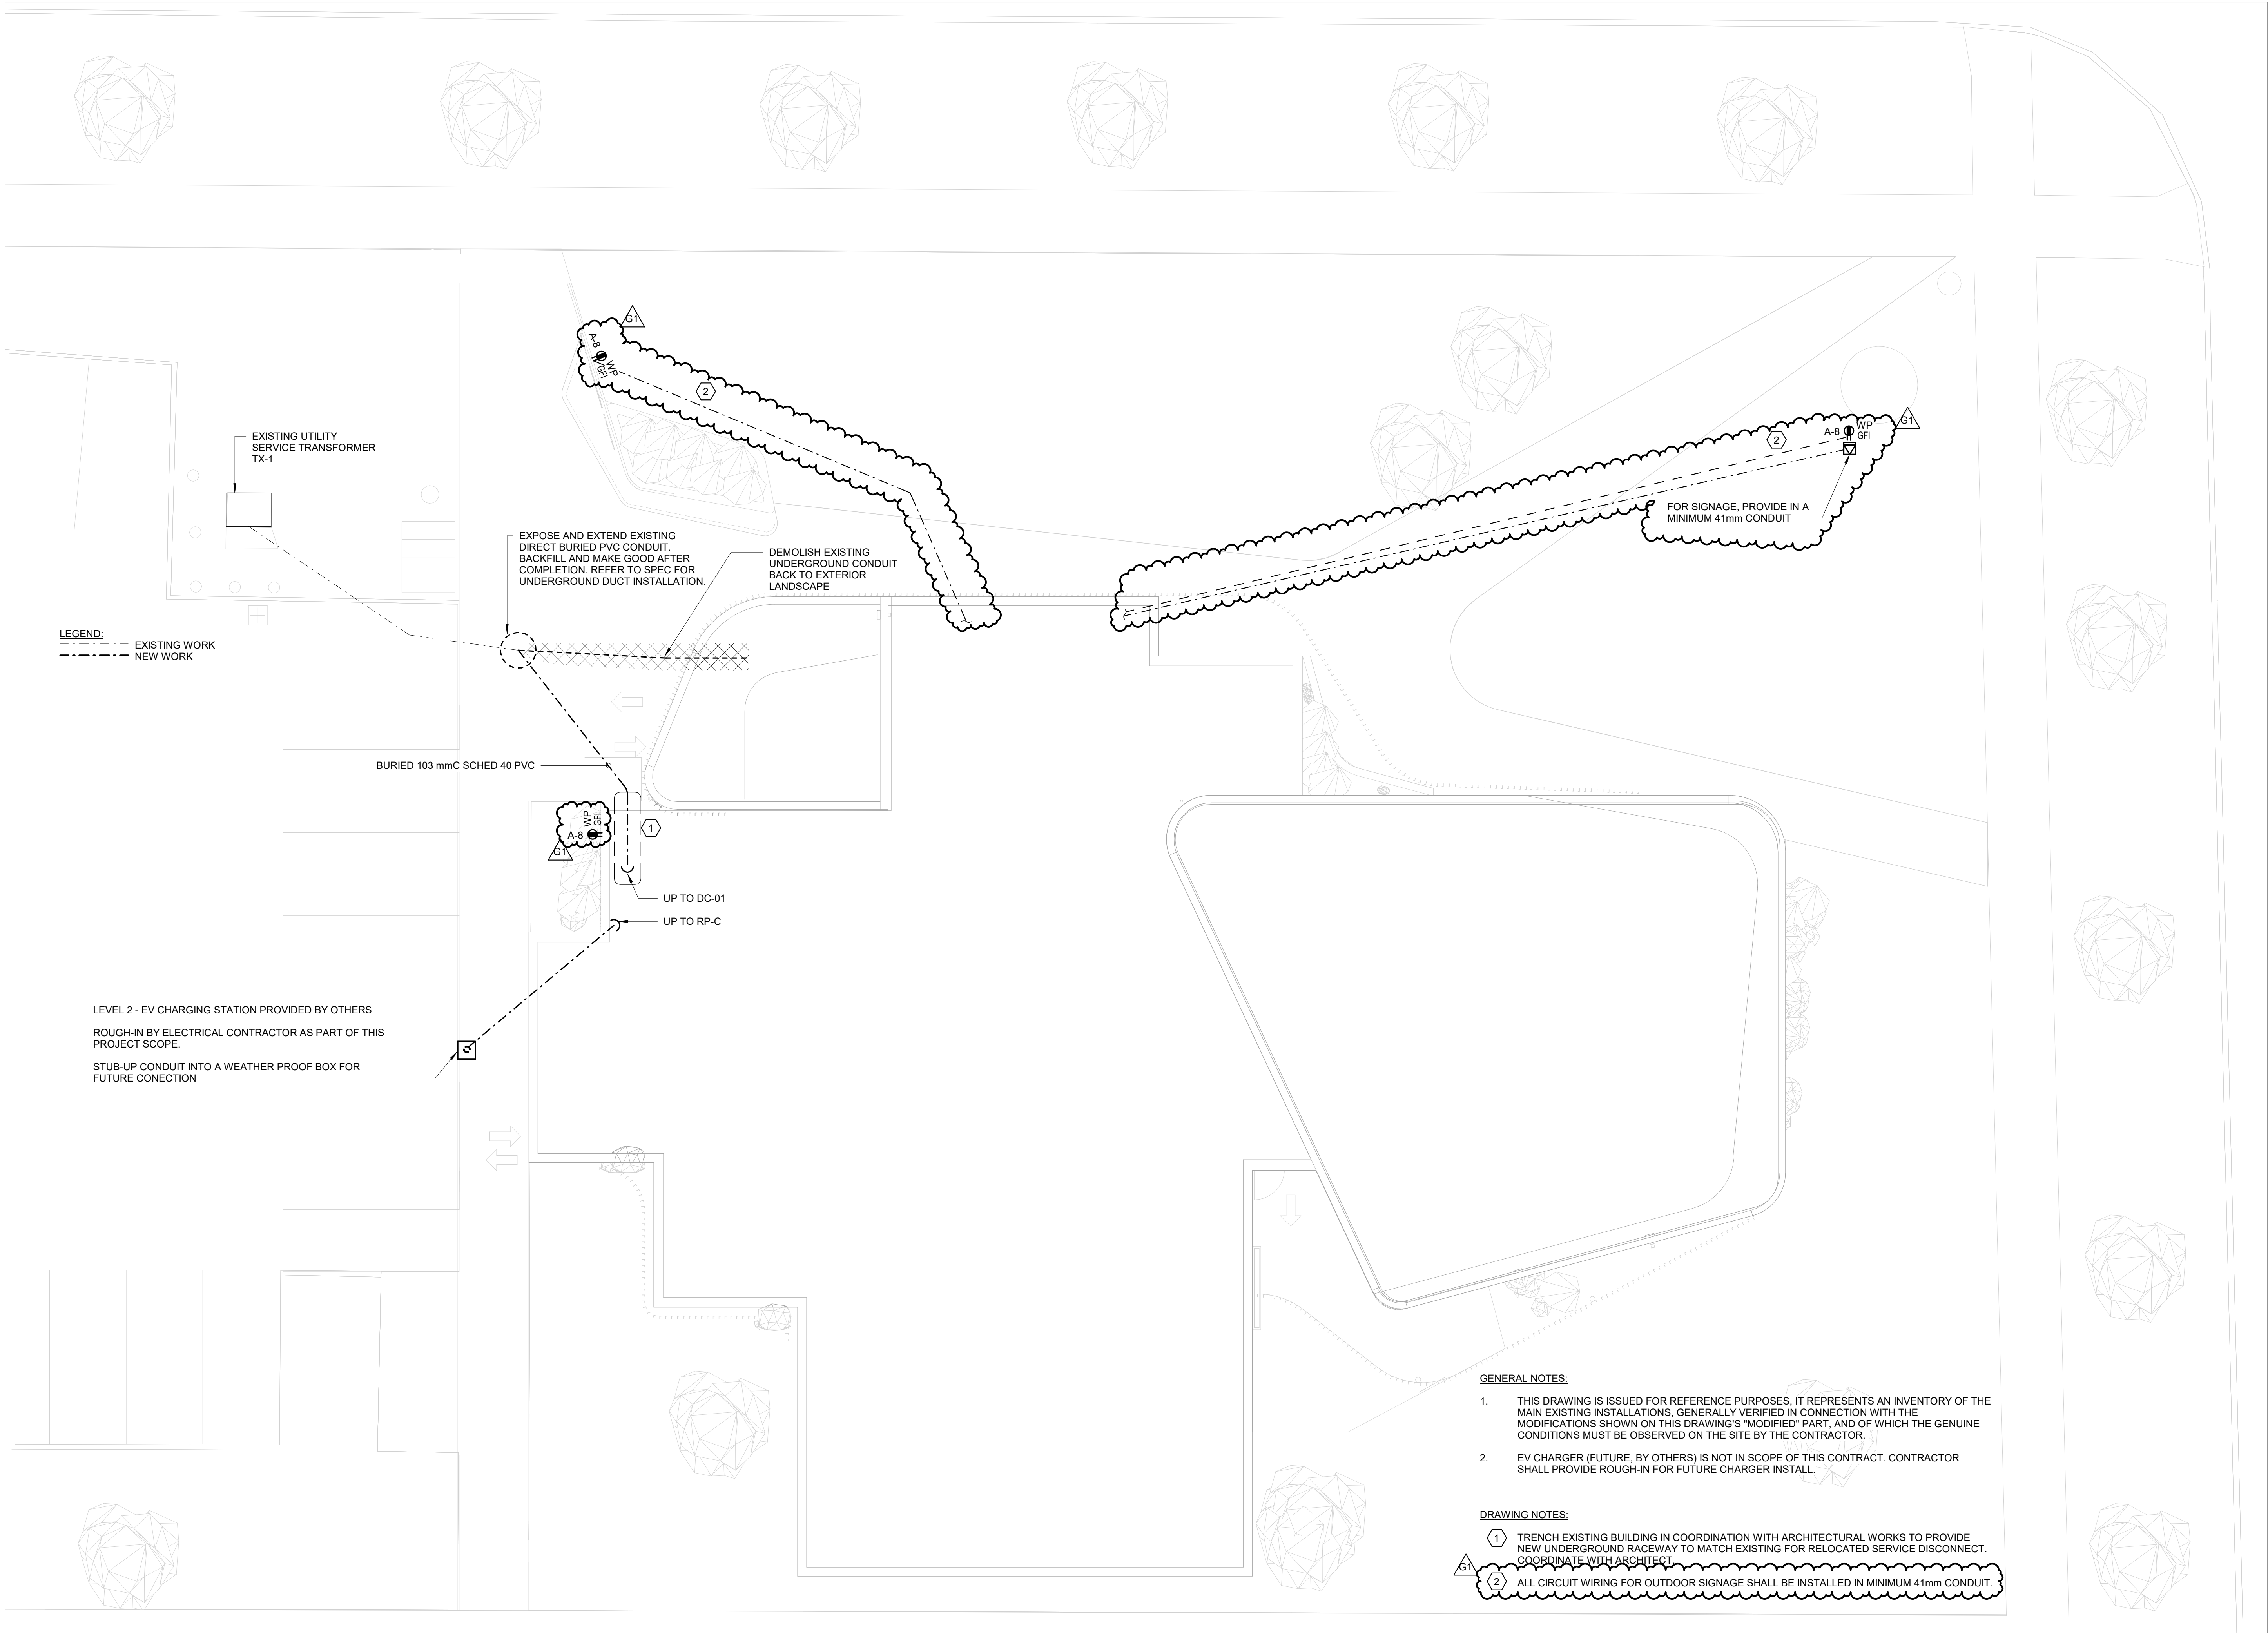 G1
A-8
WP
GFI
2
G1
2
A-8
WP
GFI
EXISTING UTILITY
SERVICE TRANSFORMER
TX-1
FOR SIGNAGE, PROVIDE IN A
MINIMUM 41mm CONDUIT
EXPOSE AND EXTEND EXISTING
DIRECT BURIED PVC CONDUIT.
BACKFILL AND MAKE GOOD AFTER
COMPLETION. REFER TO SPEC FOR
UNDERGROUND DUCT INSTALLATION.
DEMOLISH EXISTING
UNDERGROUND CONDUIT
BACK TO EXTERIOR
LANDSCAPE
LEGEND:
EXISTING WORK
NEW WORK
BURIED 103 mmC SCHED 40 PVC
WP
GFI
A-8
G1
1
UP TO DC-01
UP TO RP-C
LEVEL 2 - EV CHARGING STATION PROVIDED BY OTHERS
ROUGH-IN BY ELECTRICAL CONTRACTOR AS PART OF THIS
PROJECT SCOPE.
STUB-UP CONDUIT INTO A WEATHER PROOF BOX FOR
FUTURE CONECTION
GENERAL NOTES:
1. THIS DRAWING IS ISSUED FOR REFERENCE PURPOSES, IT REPRESENTS AN INVENTORY OF THE
MAIN EXISTING INSTALLATIONS, GENERALLY VERIFIED IN CONNECTION WITH THE
MODIFICATIONS SHOWN ON THIS DRAWING'S "MODIFIED" PART, AND OF WHICH THE GENUINE
CONDITIONS MUST BE OBSERVED ON THE SITE BY THE CONTRACTOR.
2. EV CHARGER (FUTURE, BY OTHERS) IS NOT IN SCOPE OF THIS CONTRACT. CONTRACTOR
SHALL PROVIDE ROUGH-IN FOR FUTURE CHARGER INSTALL.
DRAWING NOTES:
1 TRENCH EXISTING BUILDING IN COORDINATION WITH ARCHITECTURAL WORKS TO PROVIDE
NEW UNDERGROUND RACEWAY TO MATCH EXISTING FOR RELOCATED SERVICE DISCONNECT.
COORDINATE WITH ARCHITECT.
G1
2 ALL CIRCUIT WIRING FOR OUTDOOR SIGNAGE SHALL BE INSTALLED IN MINIMUM 41mm CONDUIT.